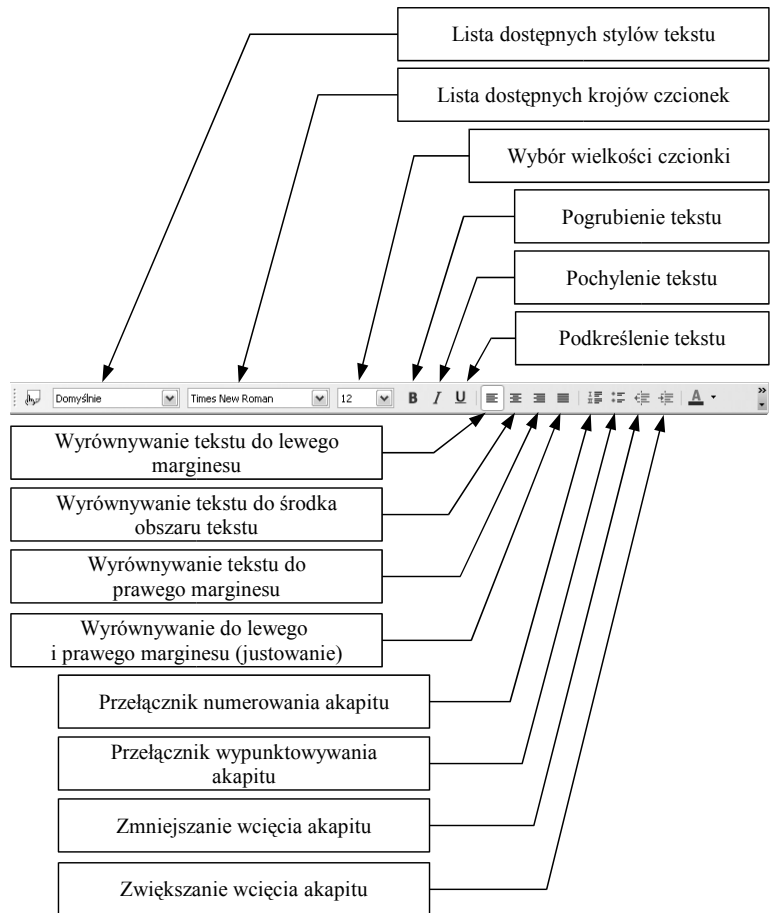 Lista dostępnych stylów tekstu
Lista dostępnych krojów czcionek
Wybór wielkości czcionki
Pogrubienie tekstu
Pochylenie tekstu
Podkreślenie tekstu
Domyślnie Times New Roman 12 B I U A »
Wyrównywanie tekstu do lewego
marginesu
Wyrównywanie tekstu do środka
obszaru tekstu
Wyrównywanie tekstu do
prawego marginesu
Wyrównywanie do lewego
i prawego marginesu (justowanie)
Przełącznik numerowania akapitu
Przełącznik wypunktowywania
akapitu
Zmniejszanie wcięcia akapitu
Zwiększanie wcięcia akapitu